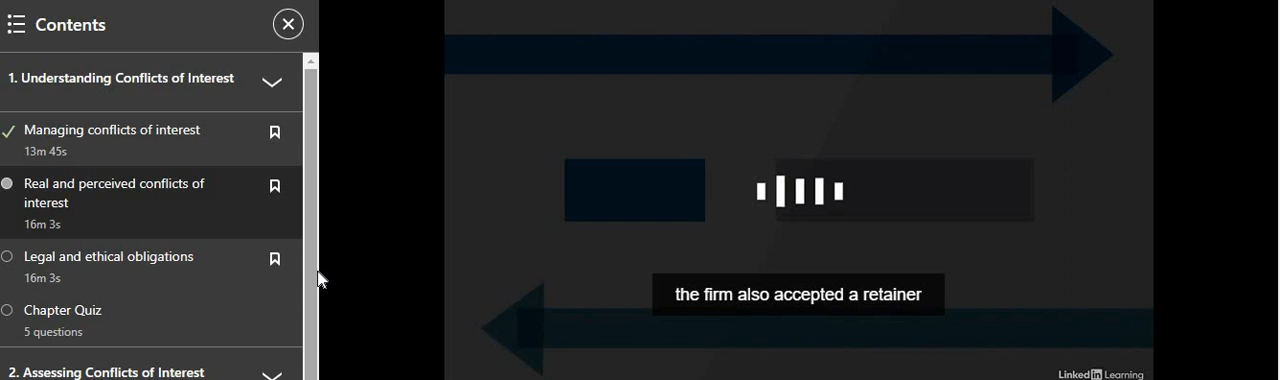 Contents
1. Understanding Conflicts of Interest
Managing conflicts of interest
13m 45s
Real and perceived conflicts of
interest
16m 3s
Legal and ethical obligations
16m 3s
Chapter Quiz
5 questions
2. Assessing Conflicts of Interest
the firm also accepted a retainer
Linked in Learning